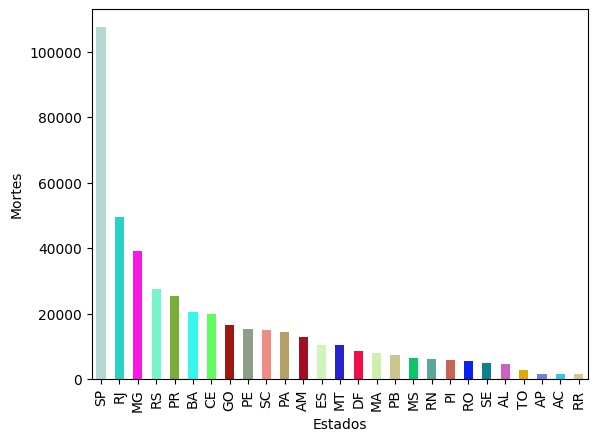 100000
80000
60000
40000
20000
0
Mortes
SP RJ MG RS PR BA CE GO PE SC PA AM ES MT DF MA PB MS RN PI RO SE AL TO AP AC RR
Estados